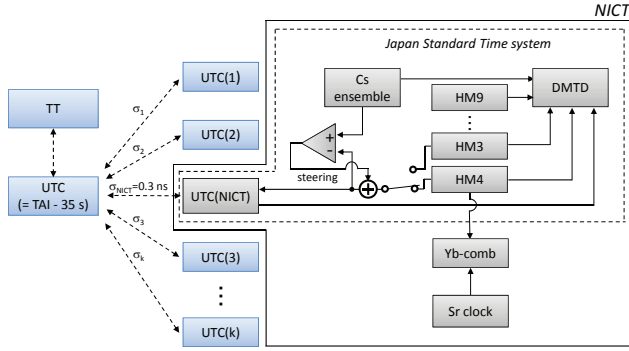 NICT
Japan Standard Time system
TT
UTC
(= TAI - 35 s)
σ1
σ2
σNICT=0.3 ns
σ3
σk
UTC(1)
UTC(2)
UTC(NICT)
UTC(3)
⋮
UTC(k)
Cs
ensemble
+
-
steering
HM9
⋮
HM3
HM4
DMTD
Yb-comb
Sr clock